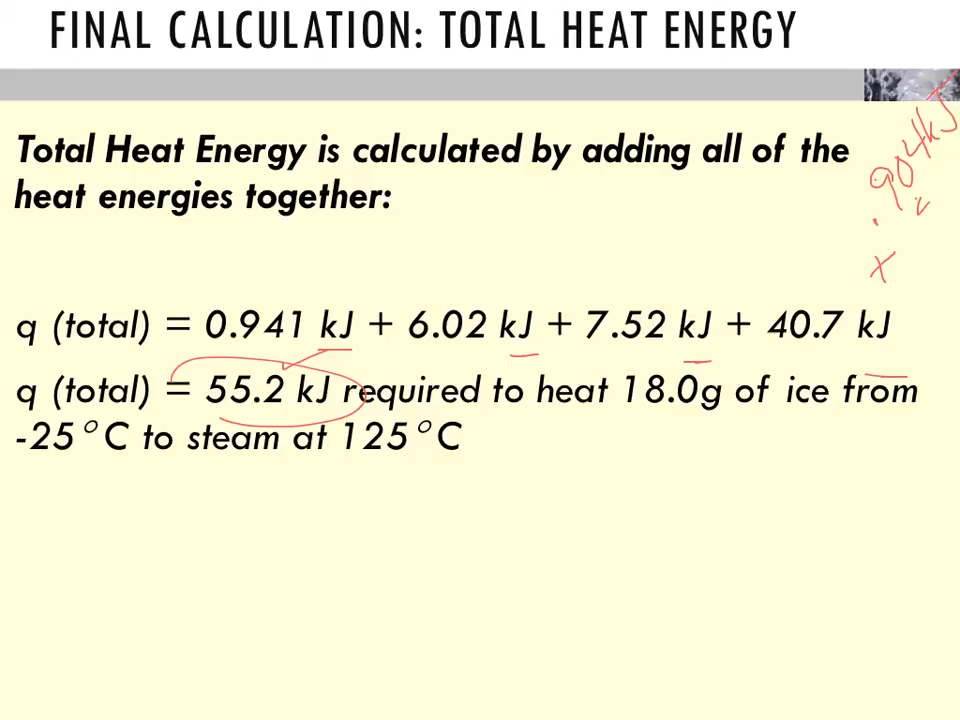 FINAL CALCULATION: TOTAL HEAT ENERGY
Total Heat Energy is calculated by adding all of the
heat energies together:
.904kJ
q (total) = 0.941 kJ + 6.02 kJ + 7.52 kJ + 40.7 kJ
q (total) = 55.2 kJ required to heat 18.0g of ice from
-25°C to steam at 125°C